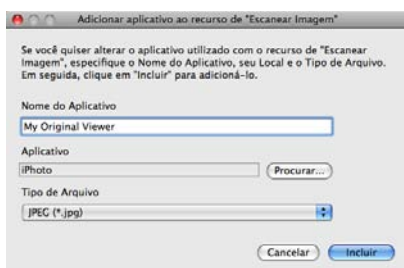 Adicionar aplicativo ao recurso de "Escanear Imagem"
Se você quiser alterar o aplicativo utilizado com o recurso de "Escanear
Imagem", especifique o Nome do Aplicativo, seu Local e o Tipo de Arquivo.
Em seguida, clique em "Incluir" para adicioná-lo.
Nome do Aplicativo
My Original Viewer
Aplicativo
iPhoto
Procurar...
Tipo de Arquivo
JPEG (*.jpg)
Cancelar
Incluir